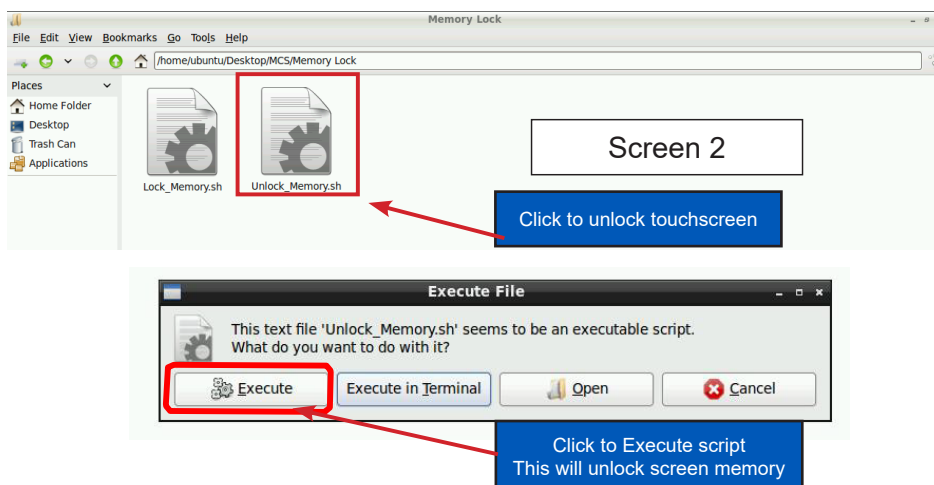 Memory Lock
File Edit View Bookmarks Go Tools Help
/home/ubuntu/Desktop/MCS/Memory Lock
Places
Home Folder
Desktop
Trash Can
Applications
Lock_Memory.sh
Unlock_Memory.sh
Screen 2
Click to unlock touchscreen
Execute File
This text file 'Unlock_Memory.sh' seems to be an executable script.
What do you want to do with it?
Execute
Execute in Terminal
Open
Cancel
Click to Execute script
This will unlock screen memory